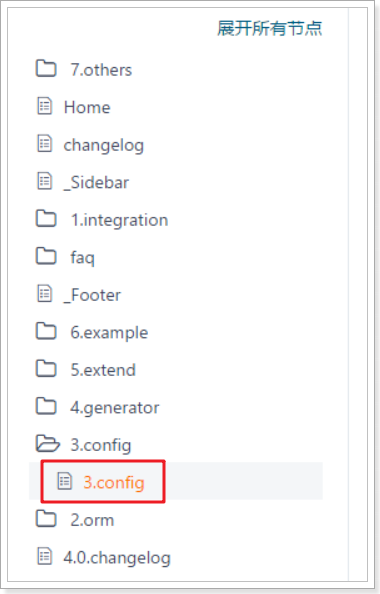 展开所有节点
7.others
Home
changelog
_Sidebar
1.integration
faq
_Footer
6.example
5.extend
4.generator
3.config
3.config
2.orm
4.0.changelog